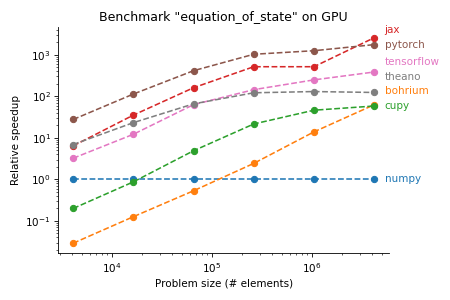 Benchmark "equation_of_state" on GPU
Relative speedup
10³
10²
10¹
10⁰
10⁻¹
10⁴
10⁵
10⁶
Problem size (# elements)
jax
pytorch
tensorflow
theano
bohrium
cupy
numpy